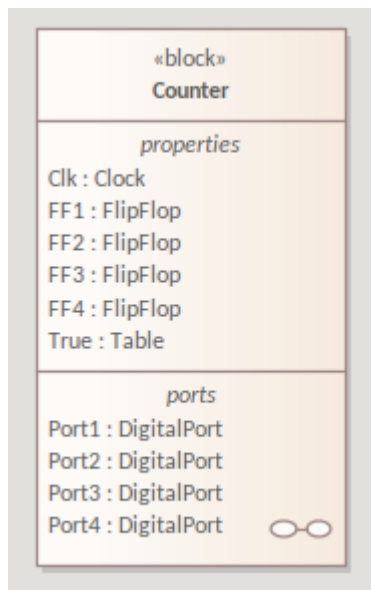 «block»
Counter
properties
Clk : Clock
FF1 : FlipFlop
FF2 : FlipFlop
FF3 : FlipFlop
FF4 : FlipFlop
True : Table
ports
Port1 : DigitalPort
Port2 : DigitalPort
Port3 : DigitalPort
Port4 : DigitalPort